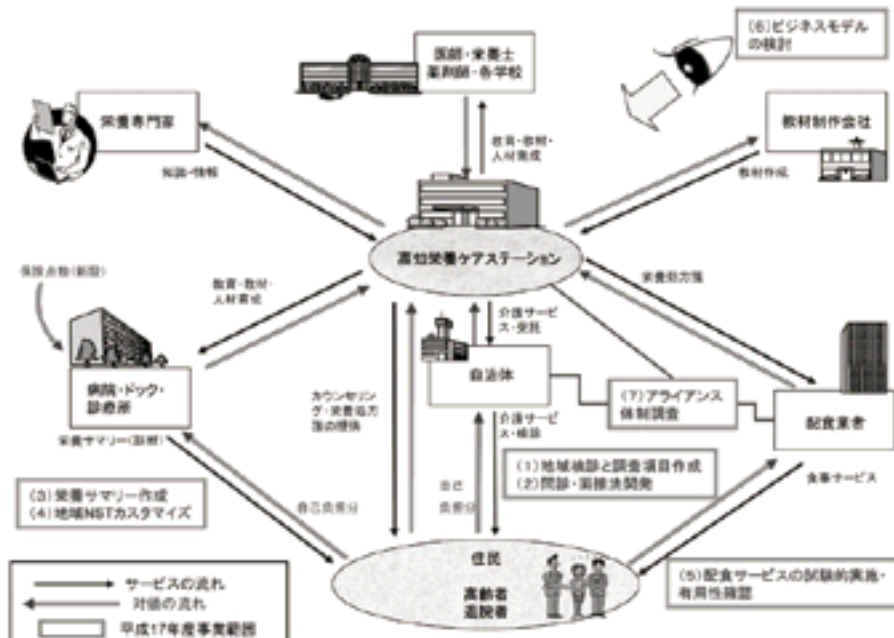 (6)ビジネスモデル
の検討
医師・栄養士
薬剤師・各学校
栄養専門家
教材制作会社
教育・教材・
人材育成
知識・情報
教材作成
高知栄養ケアステーション
保険点数(新設)
教育・教材・
人材育成
栄養処方箋
介護サービ
ス・受託
自治体
病院・ドック・
診療所
(7)アライアンス
体制調査
配食業者
カウンセリン
グ・栄養処方
箋の提供
介護サービ
ス・検診
栄養サマリー(診断)
(1)地域検診と調査項目作成
(2)問診・面接法開発
食事サービス
(3)栄養サマリー作成
(4)地域NSTカスタマイズ
自己負担分
自己
負担分
住民
高齢者
退院者
(5)配食サービスの試験的実施・
有用性確認
サービスの流れ
対価の流れ
平成17年度事業範囲